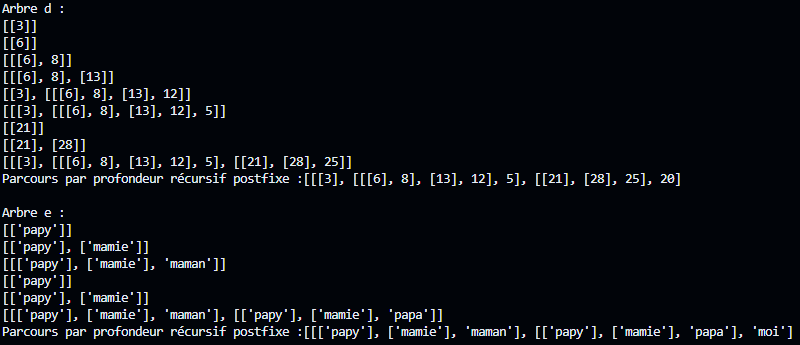 Arbre d :
[[3]]
[[6]]
[[[6], 8]]
[[[6], 8], [13]]
[[3], [[[6], 8], [13], 12]]
[[[3], [[[6], 8], [13], 12], 5]]
[[21]]
[[21], [28]]
[[[3], [[[6], 8], [13], 12], 5], [[21], [28], 25]]
Parcours par profondeur récursif postfixe :[[[3], [[[6], 8], [13], 12], 5], [[21], [28], 25], 20]
Arbre e :
[['papy']]
[['papy'], ['mamie']]
[[['papy'], ['mamie'], 'maman']]
[['papy']]
[['papy'], ['mamie']]
[[['papy'], ['mamie'], 'maman'], [['papy'], ['mamie'], 'papa']]
Parcours par profondeur récursif postfixe :[[['papy'], ['mamie'], 'maman'], [['papy'], ['mamie'], 'papa'], 'moi']